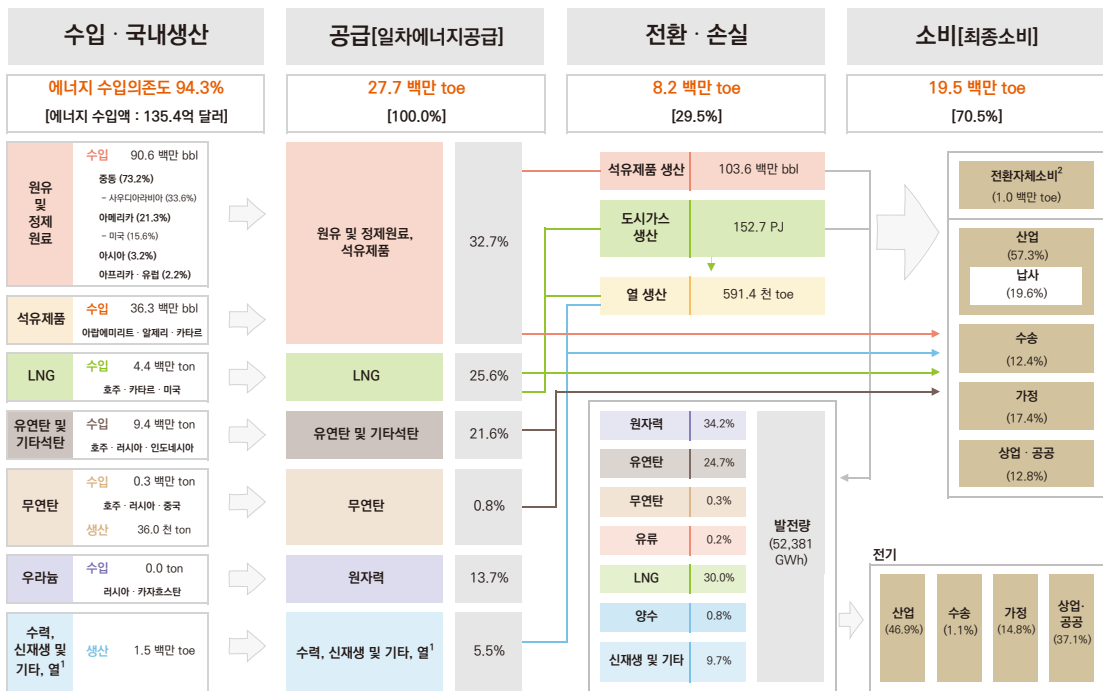 수입 · 국내생산
에너지 수입의존도 94.3%
[에너지 수입액 : 135.4억 달러]
원유
및
정제
원료
수입 90.6 백만 bbl
중동 (73.2%)
– 사우디아라비아 (33.6%)
아메리카 (21.3%)
– 미국 (15.6%)
아시아 (3.2%)
아프리카 · 유럽 (2.2%)
석유제품
수입 36.3 백만 bbl
아랍에미리트 · 알제리 · 카타르
LNG
수입 4.4 백만 ton
호주 · 카타르 · 미국
유연탄 및
기타석탄
수입 9.4 백만 ton
호주 · 러시아 · 인도네시아
무연탄
수입 0.3 백만 ton
호주 · 러시아 · 중국
생산 36.0 천 ton
우라늄
수입 0.0 ton
러시아 · 카자흐스탄
수력,
신재생 및
기타, 열1
생산 1.5 백만 toe
공급[일차에너지공급]
27.7 백만 toe
[100.0%]
원유 및 정제원료,
석유제품
32.7%
LNG
25.6%
유연탄 및 기타석탄
21.6%
무연탄
0.8%
원자력
13.7%
수력, 신재생 및 기타, 열1
5.5%
전환 · 손실
8.2 백만 toe
[29.5%]
석유제품 생산
103.6 백만 bbl
도시가스
생산
152.7 PJ
열 생산
591.4 천 toe
원자력 34.2%
유연탄 24.7%
무연탄 0.3%
유류 0.2%
LNG 30.0%
양수 0.8%
신재생 및 기타 9.7%
발전량
(52,381
GWh)
소비[최종소비]
19.5 백만 toe
[70.5%]
전환자체소비2
(1.0 백만 toe)
산업
(57.3%)
납사
(19.6%)
수송
(12.4%)
가정
(17.4%)
상업 · 공공
(12.8%)
전기
산업
(46.9%)
수송
(1.1%)
가정
(14.8%)
상업·
공공
(37.1%)